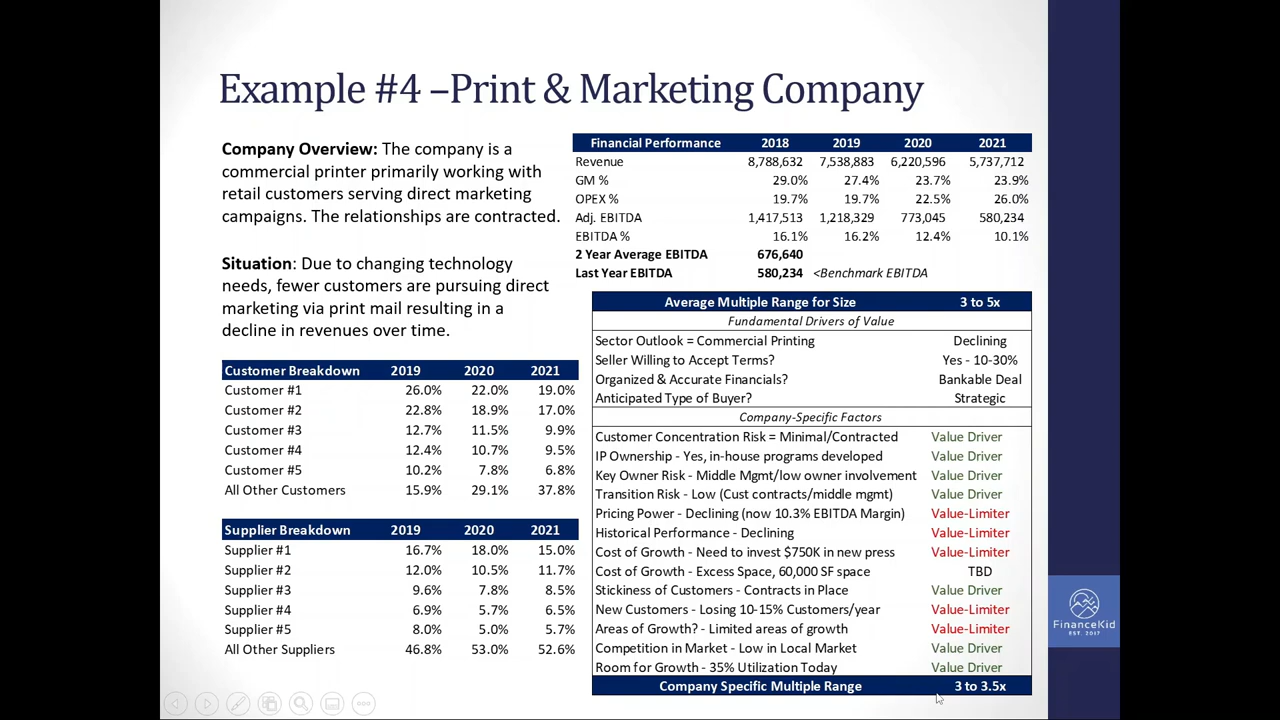 Example #4 –Print & Marketing Company
Company Overview: The company is a
commercial printer primarily working with
retail customers serving direct marketing
campaigns. The relationships are contracted.
Situation: Due to changing technology
needs, fewer customers are pursuing direct
marketing via print mail resulting in a
decline in revenues over time.
Customer Breakdown 2019 2020 2021
Customer #1 26.0% 22.0% 19.0%
Customer #2 22.8% 18.9% 17.0%
Customer #3 12.7% 11.5% 9.9%
Customer #4 12.4% 10.7% 9.5%
Customer #5 10.2% 7.8% 6.8%
All Other Customers 15.9% 29.1% 37.8%
Supplier Breakdown 2019 2020 2021
Supplier #1 16.7% 18.0% 15.0%
Supplier #2 12.0% 10.5% 11.7%
Supplier #3 9.6% 7.8% 8.5%
Supplier #4 6.9% 5.7% 6.5%
Supplier #5 8.0% 5.0% 5.7%
All Other Suppliers 46.8% 53.0% 52.6%
Financial Performance 2018 2019 2020 2021
Revenue 8,788,632 7,538,883 6,220,596 5,737,712
GM % 29.0% 27.4% 23.7% 23.9%
OPEX % 19.7% 19.7% 22.5% 26.0%
Adj. EBITDA 1,417,513 1,218,329 773,045 580,234
EBITDA % 16.1% 16.2% 12.4% 10.1%
2 Year Average EBITDA 676,640
Last Year EBITDA 580,234 <Benchmark EBITDA
Average Multiple Range for Size 3 to 5x
Fundamental Drivers of Value
Sector Outlook = Commercial Printing Declining
Seller Willing to Accept Terms? Yes - 10-30%
Organized & Accurate Financials? Bankable Deal
Anticipated Type of Buyer? Strategic
Company-Specific Factors
Customer Concentration Risk = Minimal/Contracted Value Driver
IP Ownership - Yes, in-house programs developed Value Driver
Key Owner Risk - Middle Mgmt/low owner involvement Value Driver
Transition Risk - Low (Cust contracts/middle mgmt) Value Driver
Pricing Power - Declining (now 10.3% EBITDA Margin) Value-Limiter
Historical Performance - Declining Value-Limiter
Cost of Growth - Need to invest $750K in new press Value-Limiter
Cost of Growth - Excess Space, 60,000 SF space TBD
Stickiness of Customers - Contracts in Place Value Driver
New Customers - Losing 10-15% Customers/year Value-Limiter
Areas of Growth? - Limited areas of growth Value-Limiter
Competition in Market - Low in Local Market Value Driver
Room for Growth - 35% Utilization Today Value Driver
Company Specific Multiple Range 3 to 3.5x
FinanceKid
EST. 2017